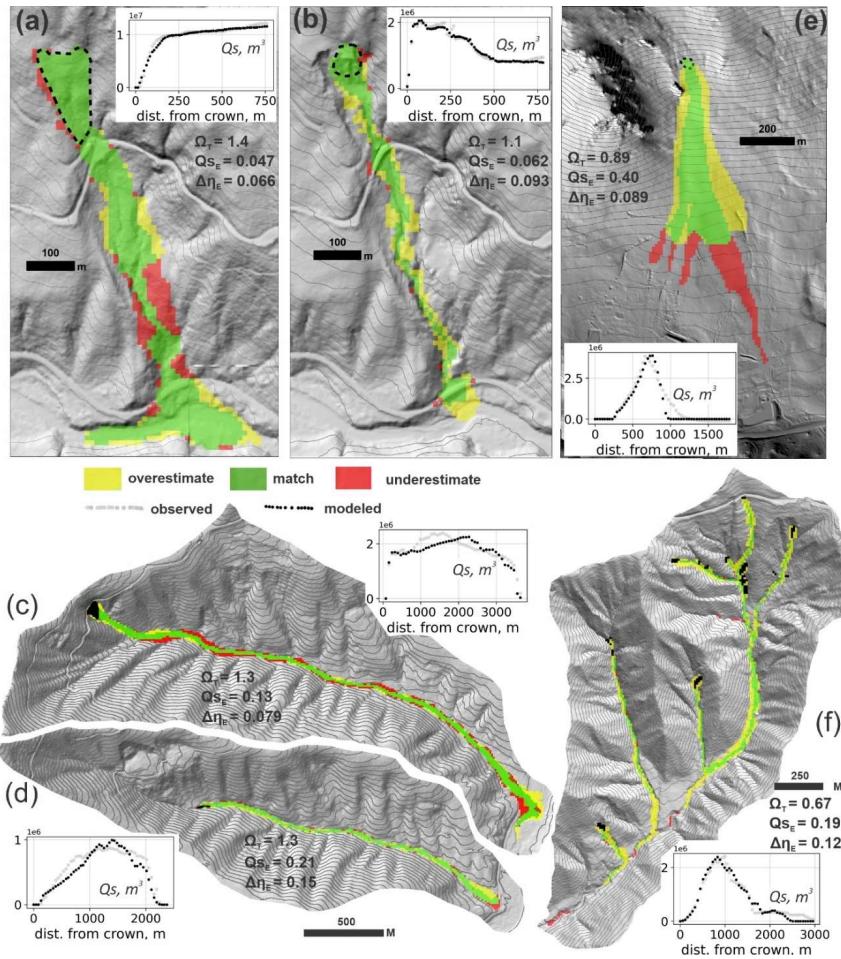 (a)
1e7
1
0
Qs, m³
0 250 500 750
dist. from crown, m
Ω_T = 1.4
Qs_E = 0.047
Δη_E = 0.066
100
m
(b)
1e6
2
1
0
Qs, m³
0 250 500 750
dist. from crown, m
Ω_T = 1.1
Qs_E = 0.062
Δη_E = 0.093
100
m
(e)
200
m
Ω_T = 0.89
Qs_E = 0.40
Δη_E = 0.089
1e6
2.5
0.0
Qs, m³
0 500 1000 1500
dist. from crown, m
overestimate match underestimate
observed modeled
(c)
1e6
2
0
Qs, m³
0 1000 2000 3000
dist. from crown, m
Ω_T = 1.3
Qs_E = 0.13
Δη_E = 0.079
(d)
1e6
1
0
Qs, m³
0 1000 2000
dist. from crown, m
Ω_T = 1.3
Qs_E = 0.21
Δη_E = 0.15
500
M
(f)
250
M
Ω_T = 0.67
Qs_E = 0.19
Δη_E = 0.12
1e6
2
0
Qs, m³
0 1000 2000 3000
dist. from crown, m